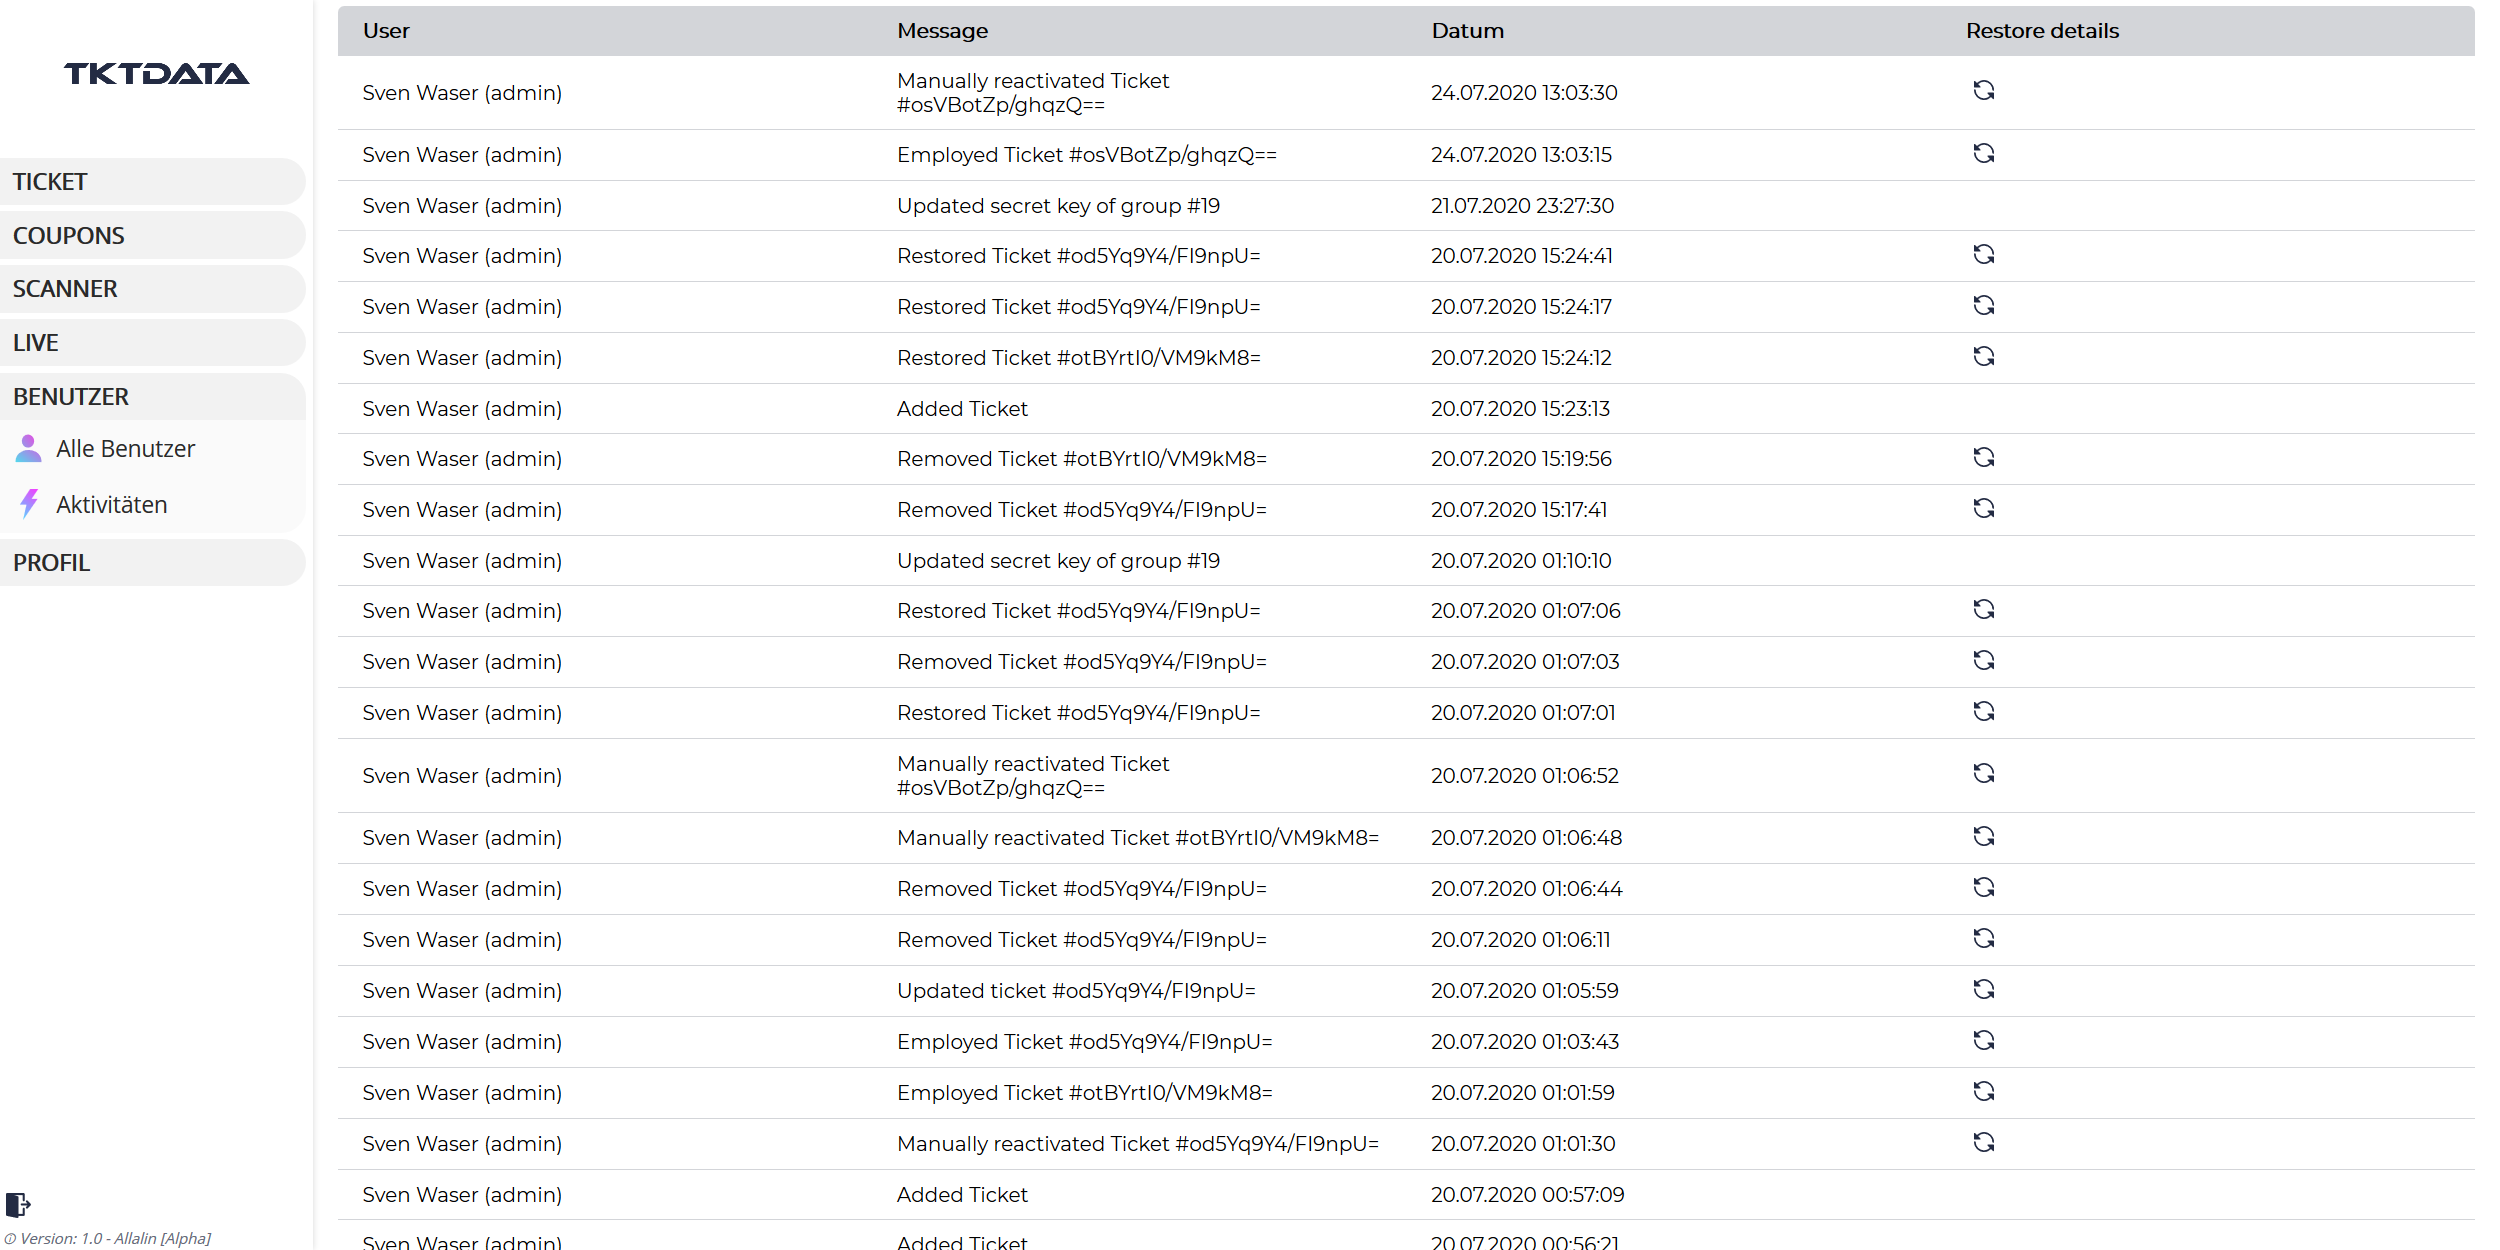 TKTDATA
TICKET
COUPONS
SCANNER
LIVE
BENUTZER
Alle Benutzer
Aktivitäten
PROFIL
Version: 1.0 - Allalin [Alpha]
User Message Datum Restore details
Sven Waser (admin) Manually reactivated Ticket #osVBotZp/ghqzQ== 24.07.2020 13:03:30
Sven Waser (admin) Employed Ticket #osVBotZp/ghqzQ== 24.07.2020 13:03:15
Sven Waser (admin) Updated secret key of group #19 21.07.2020 23:27:30
Sven Waser (admin) Restored Ticket #od5Yq9Y4/FI9npU= 20.07.2020 15:24:41
Sven Waser (admin) Restored Ticket #od5Yq9Y4/FI9npU= 20.07.2020 15:24:17
Sven Waser (admin) Restored Ticket #otBYrtI0/VM9kM8= 20.07.2020 15:24:12
Sven Waser (admin) Added Ticket 20.07.2020 15:23:13
Sven Waser (admin) Removed Ticket #otBYrtI0/VM9kM8= 20.07.2020 15:19:56
Sven Waser (admin) Removed Ticket #od5Yq9Y4/FI9npU= 20.07.2020 15:17:41
Sven Waser (admin) Updated secret key of group #19 20.07.2020 01:10:10
Sven Waser (admin) Restored Ticket #od5Yq9Y4/FI9npU= 20.07.2020 01:07:06
Sven Waser (admin) Removed Ticket #od5Yq9Y4/FI9npU= 20.07.2020 01:07:03
Sven Waser (admin) Restored Ticket #od5Yq9Y4/FI9npU= 20.07.2020 01:07:01
Sven Waser (admin) Manually reactivated Ticket #osVBotZp/ghqzQ== 20.07.2020 01:06:52
Sven Waser (admin) Manually reactivated Ticket #otBYrtI0/VM9kM8= 20.07.2020 01:06:48
Sven Waser (admin) Removed Ticket #od5Yq9Y4/FI9npU= 20.07.2020 01:06:44
Sven Waser (admin) Removed Ticket #od5Yq9Y4/FI9npU= 20.07.2020 01:06:11
Sven Waser (admin) Updated ticket #od5Yq9Y4/FI9npU= 20.07.2020 01:05:59
Sven Waser (admin) Employed Ticket #od5Yq9Y4/FI9npU= 20.07.2020 01:03:43
Sven Waser (admin) Employed Ticket #otBYrtI0/VM9kM8= 20.07.2020 01:01:59
Sven Waser (admin) Manually reactivated Ticket #od5Yq9Y4/FI9npU= 20.07.2020 01:01:30
Sven Waser (admin) Added Ticket 20.07.2020 00:57:09
Sven Waser (admin) Added Ticket 20.07.2020 00:56:21